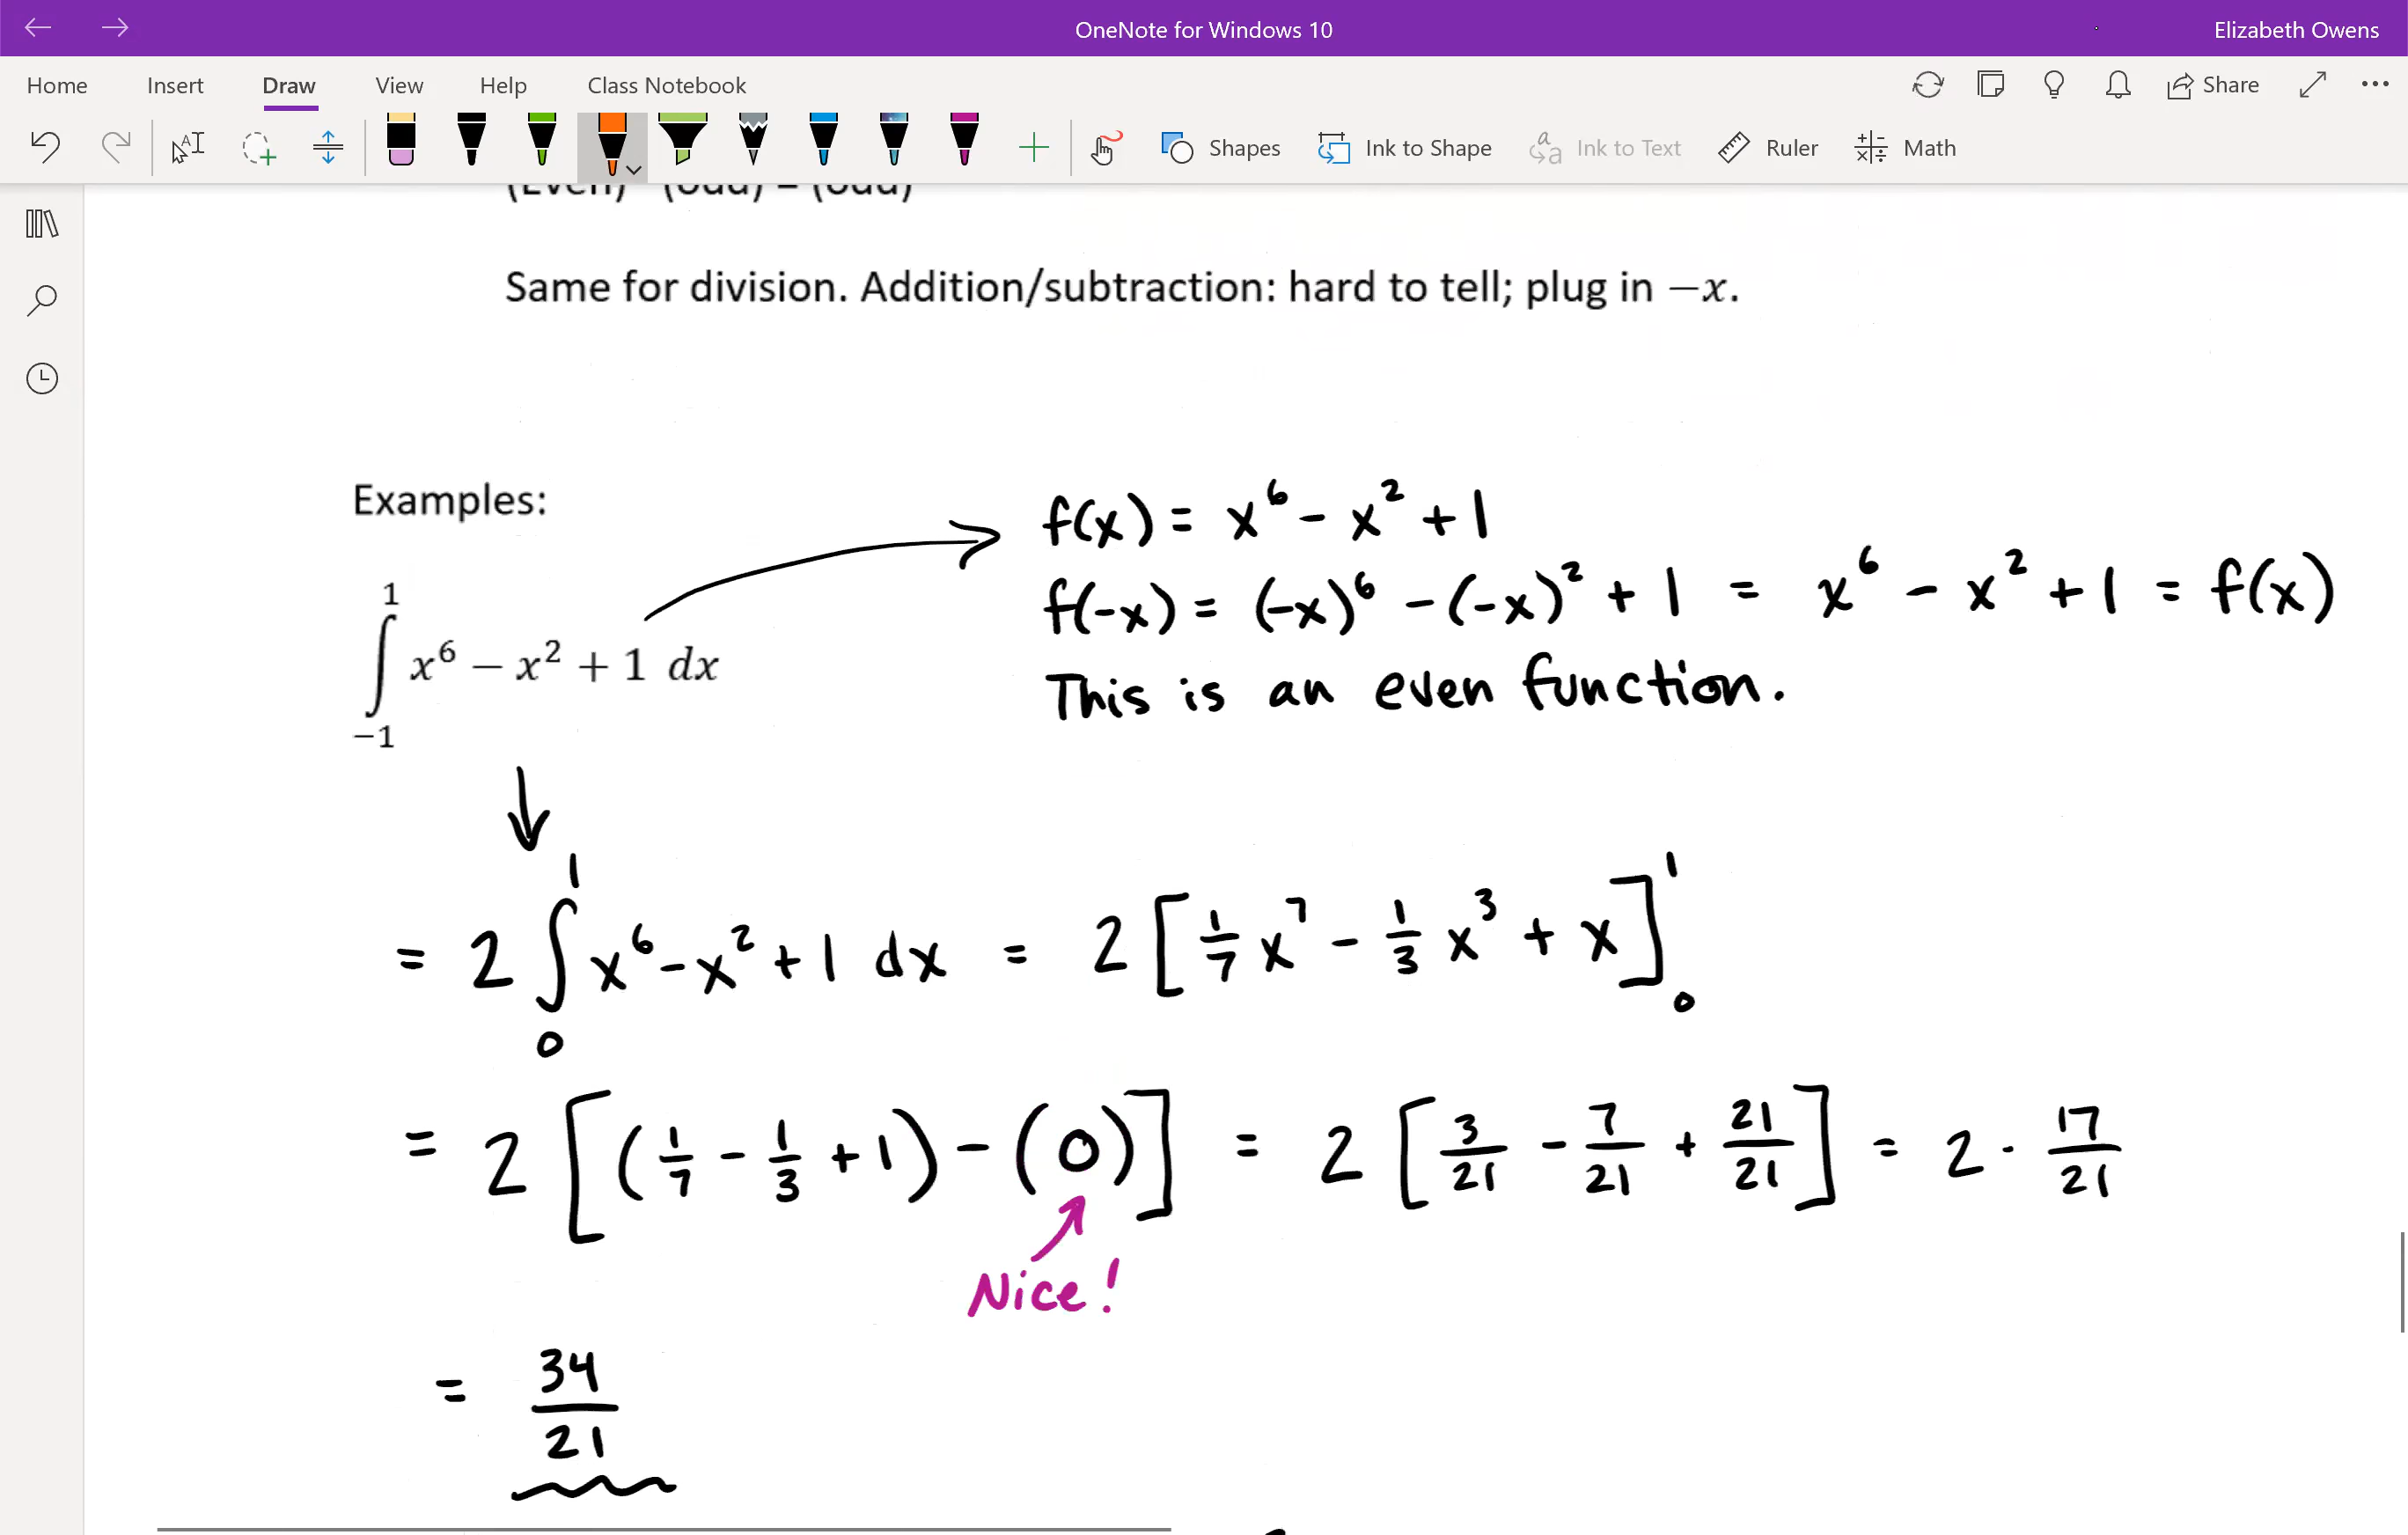 OneNote for Windows 10
Elizabeth Owens
Home Insert Draw View Help Class Notebook Share
Shapes Ink to Shape Ink to Text Ruler Math
(Even) (odd) = (odd)
Same for division. Addition/subtraction: hard to tell; plug in −x.
Examples:
∫₋₁¹ x⁶ − x² + 1 dx
f(x) = x⁶ - x² + 1
f(-x) = (-x)⁶ - (-x)² + 1 = x⁶ - x² + 1 = f(x)
This is an even function.
= 2 ∫₀¹ x⁶ - x² + 1 dx = 2 [1/7 x⁷ - 1/3 x³ + x]₀¹
= 2 [(1/7 - 1/3 + 1) - (0)] = 2 [3/21 - 7/21 + 21/21] = 2 · 17/21
Nice!
= 34/21